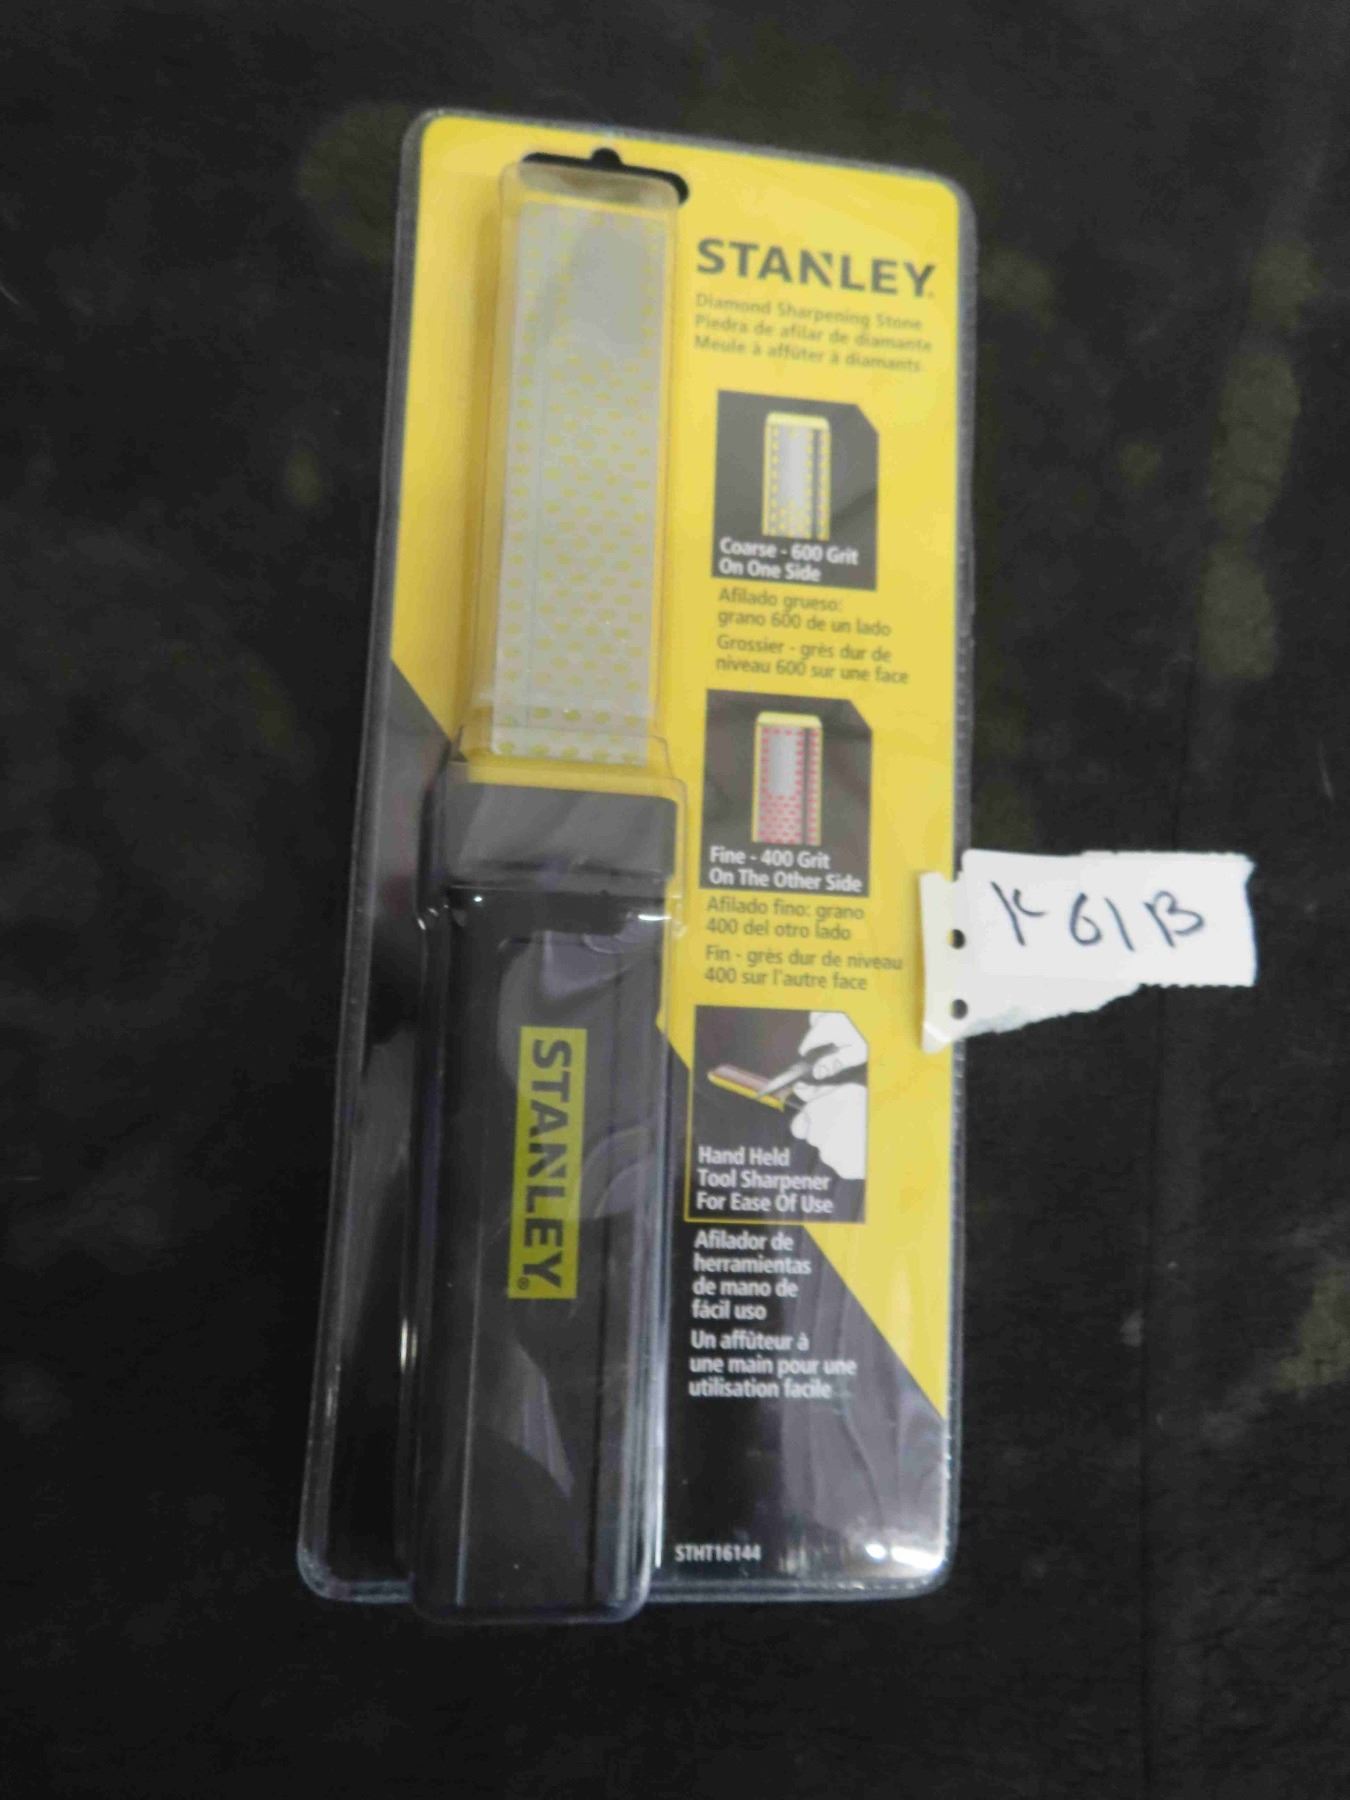 STANLEY
Diamond Sharpening Stone
Piedra de afilar de diamante
Meule à affûter à diamants
Coarse - 600 Grit
On One Side
Afilado grueso:
grano 600 de un lado
Grossier - grès dur de
niveau 600 sur une face
Fine - 400 Grit
On The Other Side
Afilado fino: grano
400 del otro lado
Fin - grès dur de niveau
400 sur l'autre face
K61B
Hand Held
Tool Sharpener
For Ease Of Use
Afilador de
herramientas
de mano de
fácil uso
Un affûteur à
une main pour une
utilisation facile
STHT16144
STANLEY®